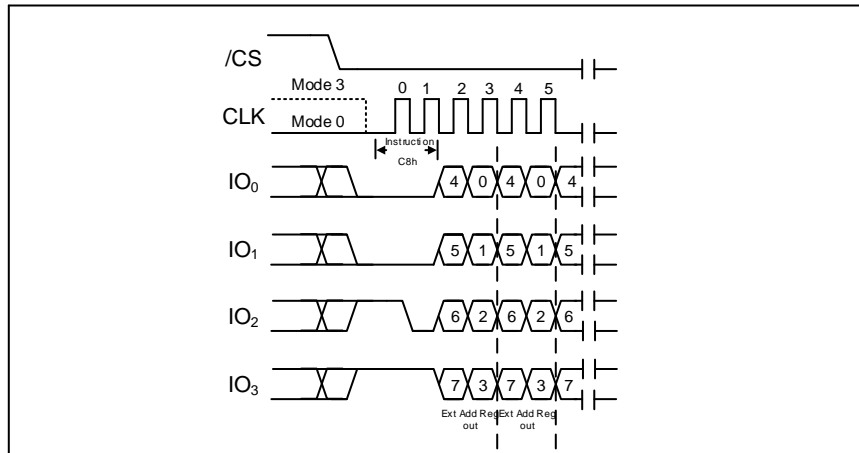 /CS
Mode 3
0 1 2 3 4 5
CLK
Mode 0
Instruction
C8h
IO0
4 0 4 0 4
IO1
5 1 5 1 5
IO2
6 2 6 2 6
IO3
7 3 7 3 7
Ext Add Reg Ext Add Reg
out out